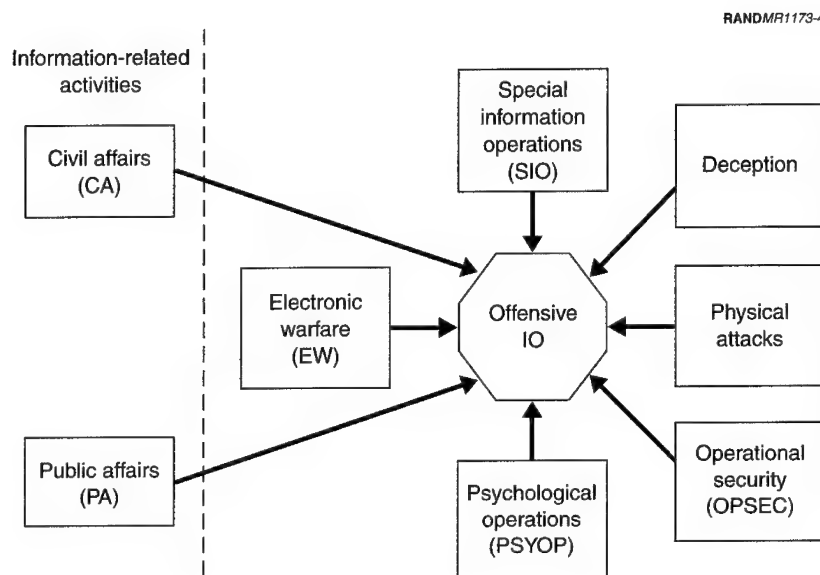 RANDMR1173-4
Information-related
activities
Civil affairs
(CA)
Public affairs
(PA)
Electronic
warfare
(EW)
Special
information
operations
(SIO)
Offensive
IO
Psychological
operations
(PSYOP)
Deception
Physical
attacks
Operational
security
(OPSEC)